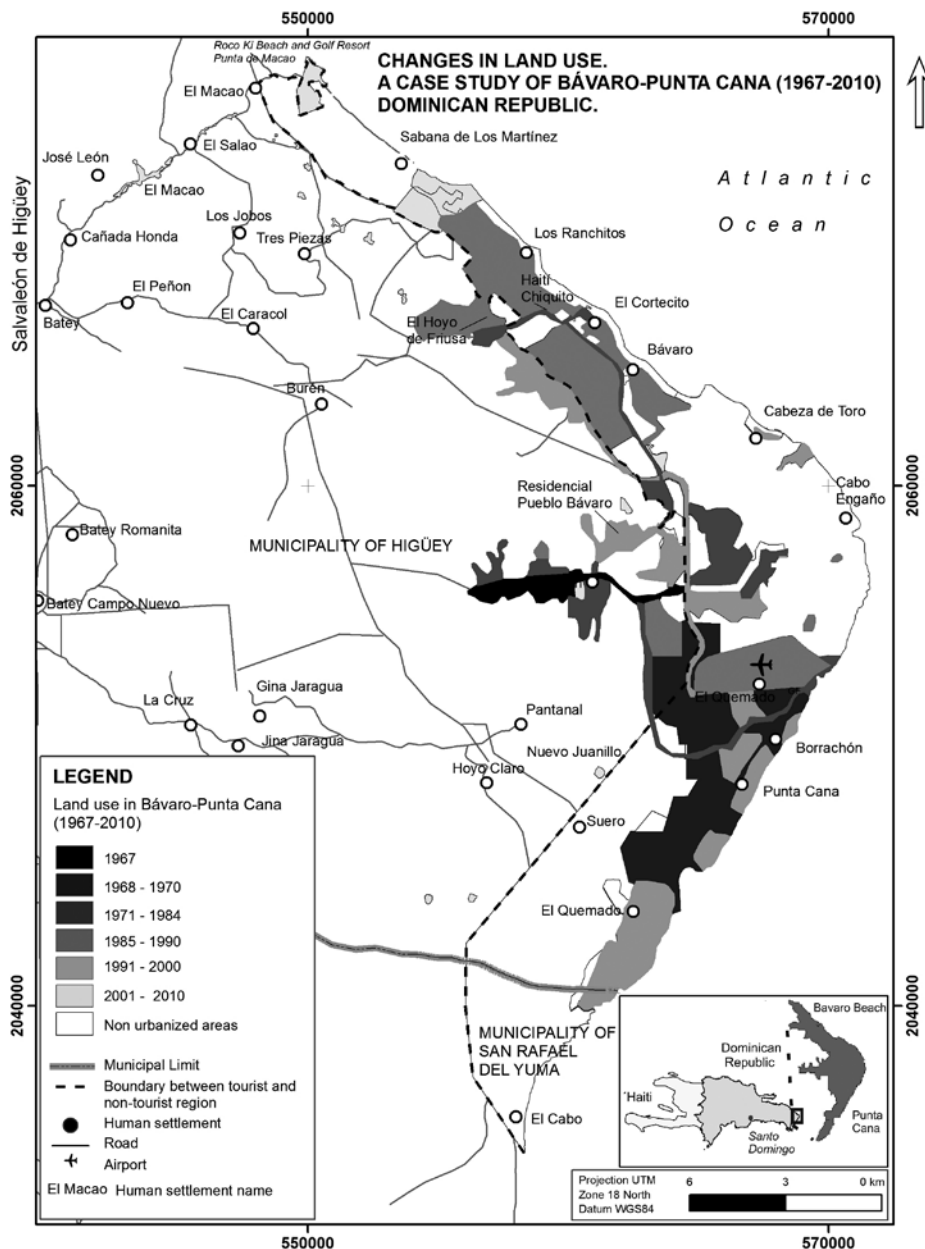 550000
570000
Roco Ki Beach and Golf Resort
Punta de Macao
CHANGES IN LAND USE.
A CASE STUDY OF BÁVARO-PUNTA CANA (1967-2010)
DOMINICAN REPUBLIC.
El Macao
El Salao
Sabana de Los Martínez
José León
El Macao
Atlantic
Ocean
Salvaleón de Higüey
Los Jobos
Cañada Honda
Tres Piezas
Los Ranchitos
Haití
Chiquito
El Peñon
El Cortecito
Batey
El Caracol
El Hoyo
de Friusa
Bávaro
Burén
Cabeza de Toro
2060000
2060000
Residencial
Pueblo Bávaro
Cabo
Engaño
Batey Romanita
MUNICIPALITY OF HIGÜEY
Batey Campo Nuevo
Gina Jaragua
El Quemado
La Cruz
Pantanal
Jina Jaragua
Nuevo Juanillo
Borrachón
Hoyo Claro
Punta Cana
Suero
El Quemado
2040000
2040000
MUNICIPALITY OF
SAN RAFAEL
DEL YUMA
El Cabo
LEGEND
Land use in Bávaro-Punta Cana
(1967-2010)
1967
1968 - 1970
1971 - 1984
1985 - 1990
1991 - 2000
2001 - 2010
Non urbanized areas
Municipal Limit
Boundary between tourist and
non-tourist region
Human settlement
Road
Airport
El Macao Human settlement name
Bavaro Beach
Dominican
Republic
Haiti
Punta
Cana
Santo
Domingo
Projection UTM
Zone 18 North
Datum WGS84
6 3 0 km
550000
570000